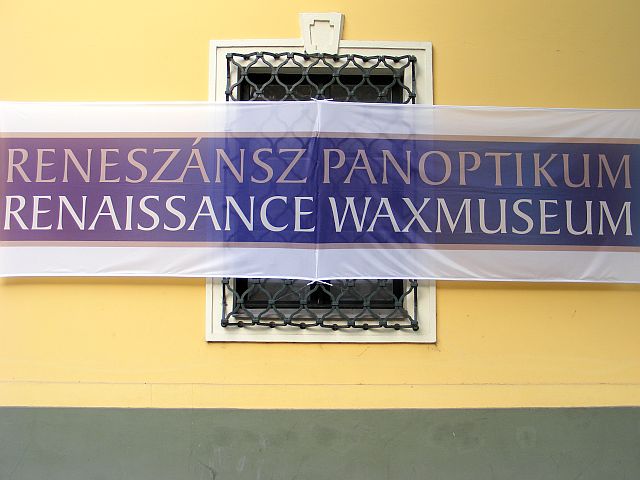 RENESZÁNSZ PANOPTIKUM
RENAISSANCE WAXMUSEUM